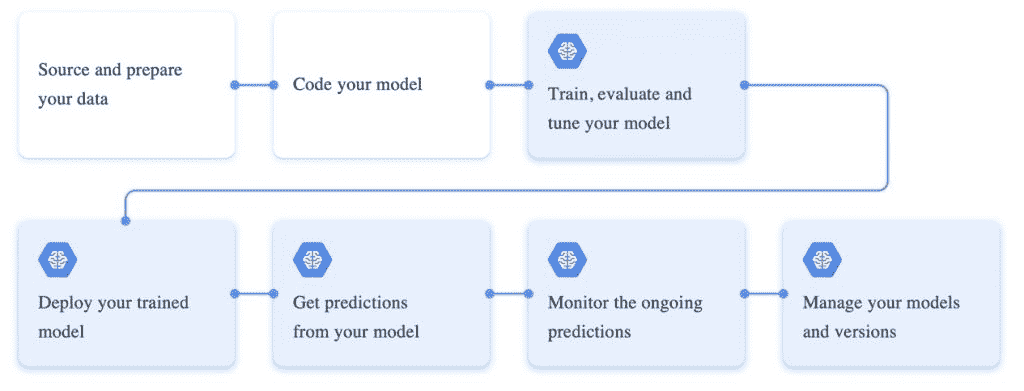 Source and prepare
your data
Code your model
Train, evaluate and
tune your model
Deploy your trained
model
Get predictions
from your model
Monitor the ongoing
predictions
Manage your models
and versions